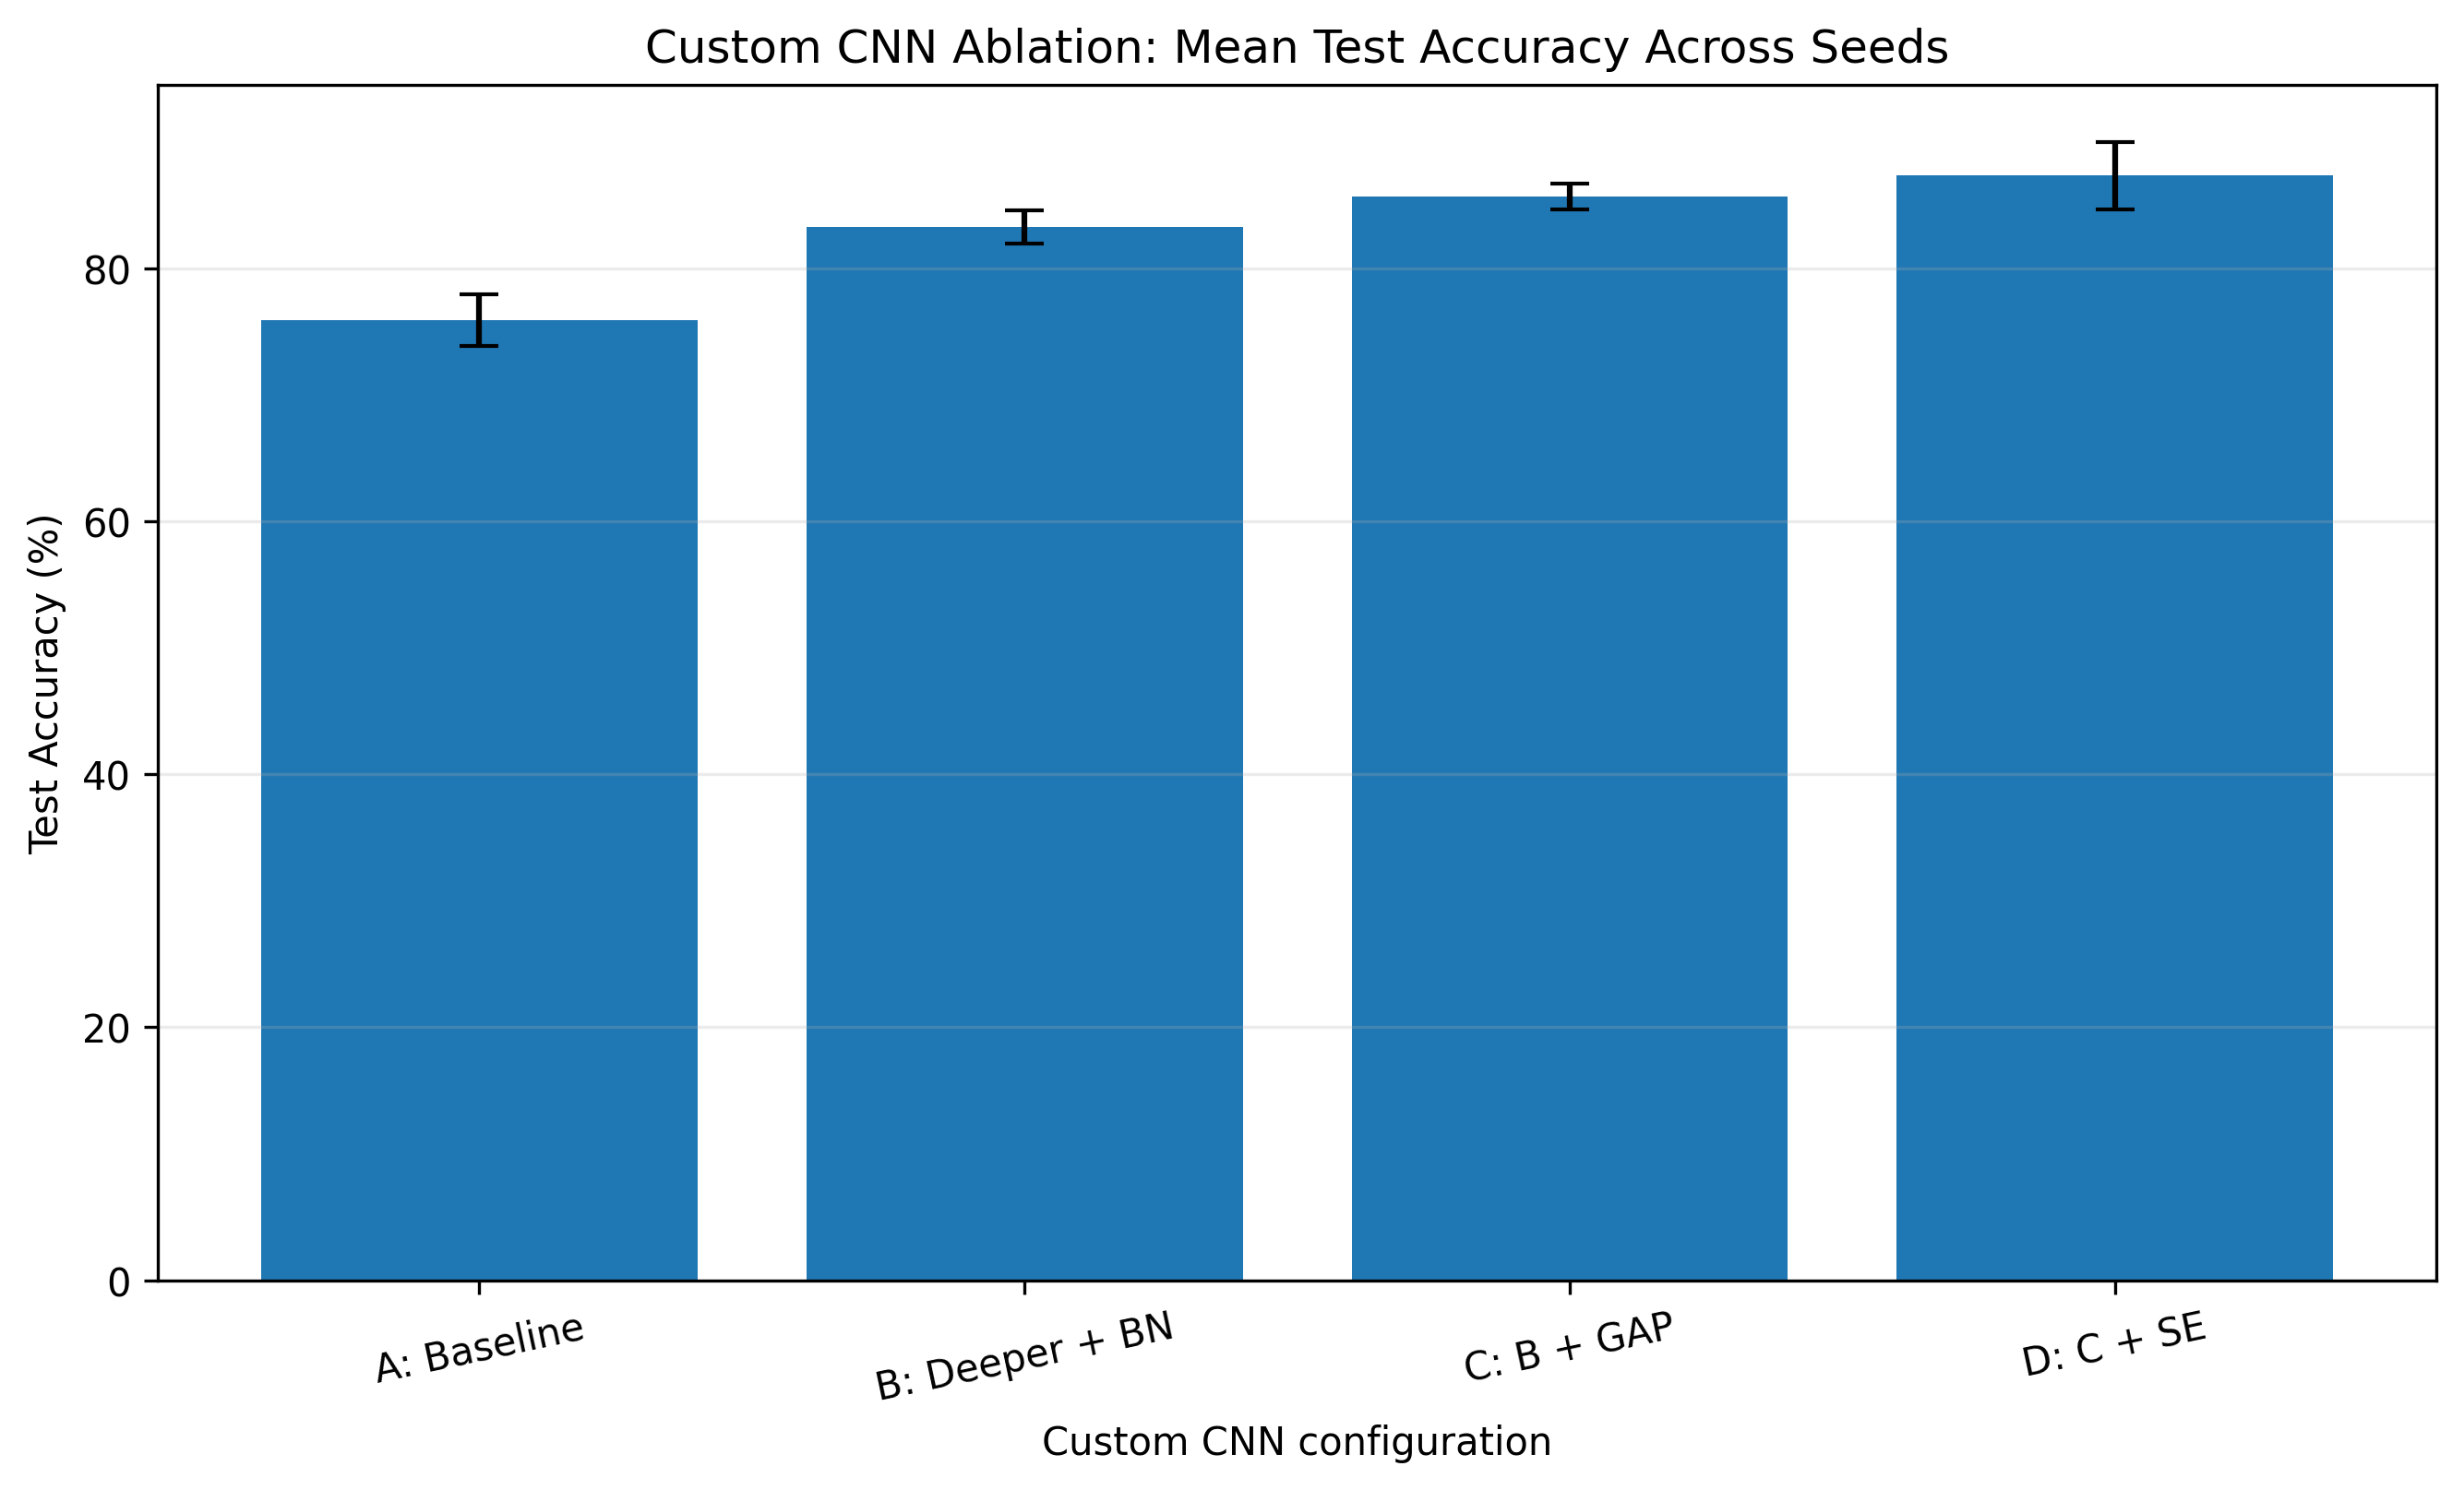 Custom CNN Ablation: Mean Test Accuracy Across Seeds
Test Accuracy (%)
80
60
40
20
0
A: Baseline
B: Deeper + BN
C: B + GAP
D: C + SE
Custom CNN configuration